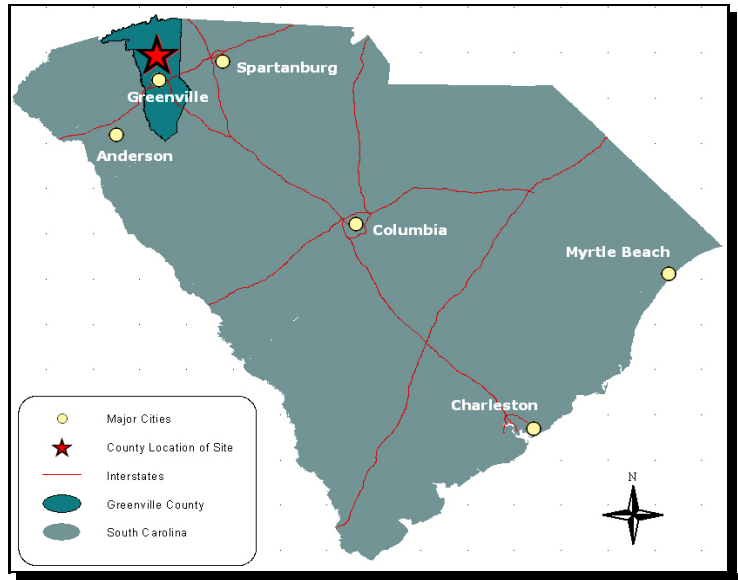 Spartanburg
Greenville
Anderson
Columbia
Myrtle Beach
Charleston
Major Cities
County Location of Site
Interstates
Greenville County
South Carolina
N